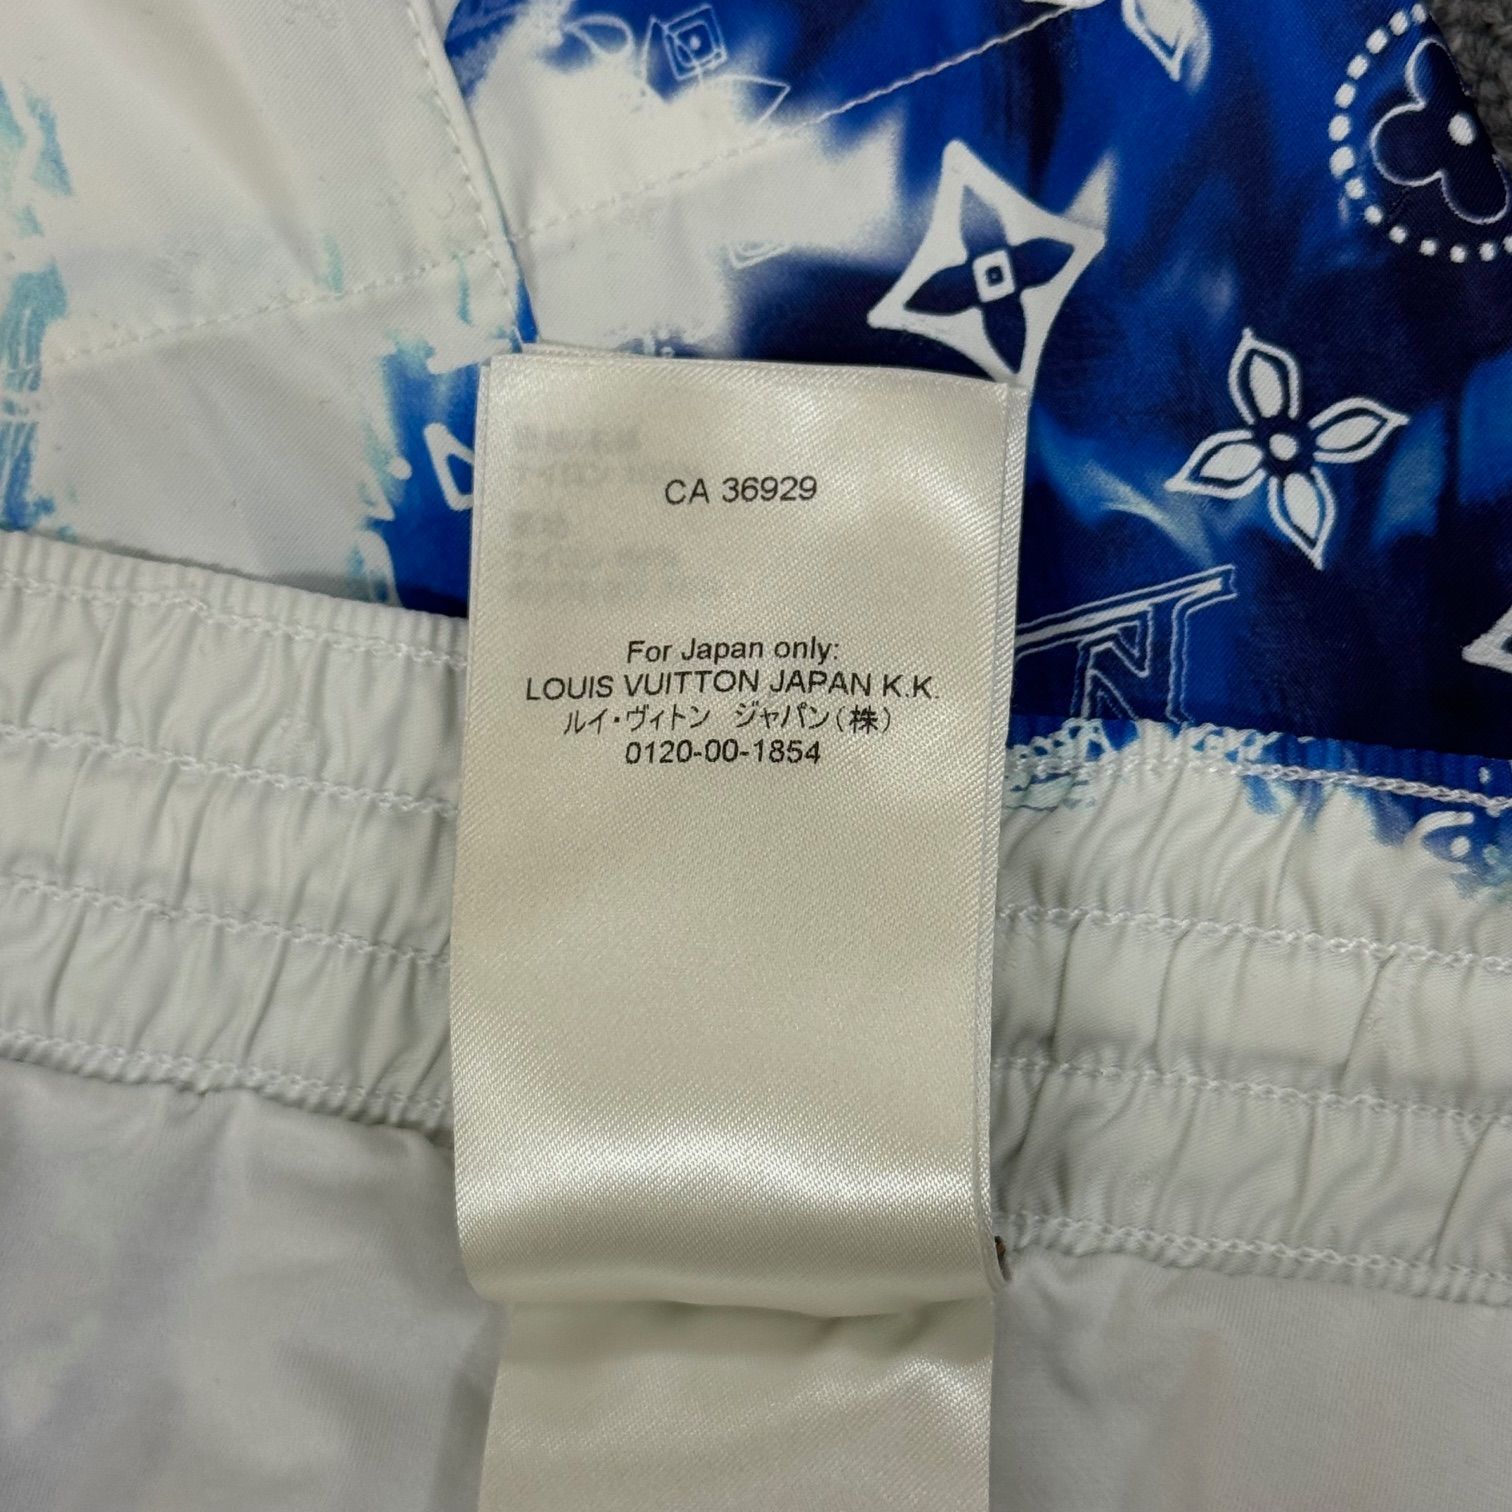 CA 36929
For Japan only:
LOUIS VUITTON JAPAN K.K.
ルイ・ヴィトン ジャパン(株)
0120-00-1854